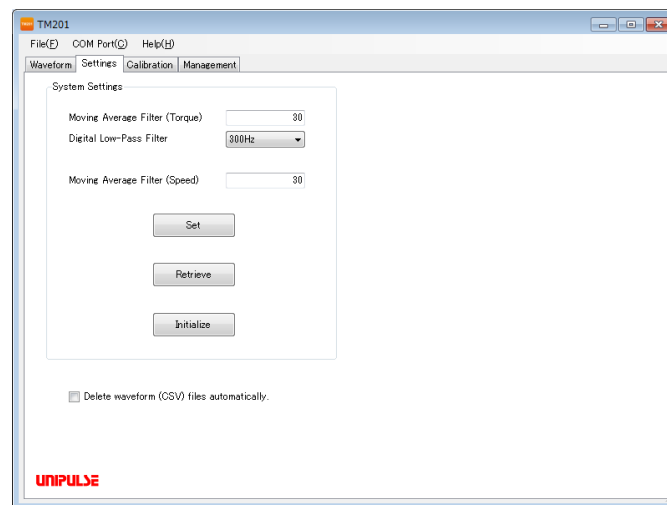 TM201
File(F) COM Port(C) Help(H)
Waveform Settings Calibration Management
System Settings
Moving Average Filter (Torque) 30
Digital Low-Pass Filter 300Hz
Moving Average Filter (Speed) 30
Set
Retrieve
Initialize
Delete waveform (CSV) files automatically.
UNIPULSE